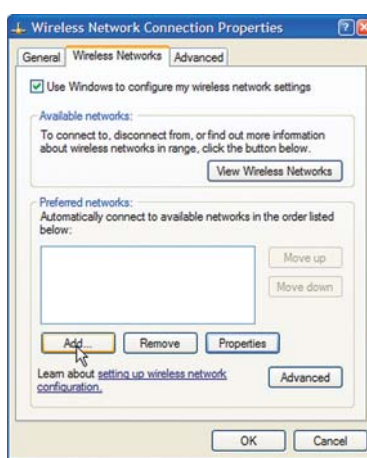 Wireless Network Connection Properties
General Wireless Networks Advanced
Use Windows to configure my wireless network settings
Available networks:
To connect to, disconnect from, or find out more information
about wireless networks in range, click the button below.
View Wireless Networks
Preferred networks:
Automatically connect to available networks in the order listed
below:
Move up
Move down
Add... Remove Properties
Learn about setting up wireless network
configuration.
Advanced
OK Cancel